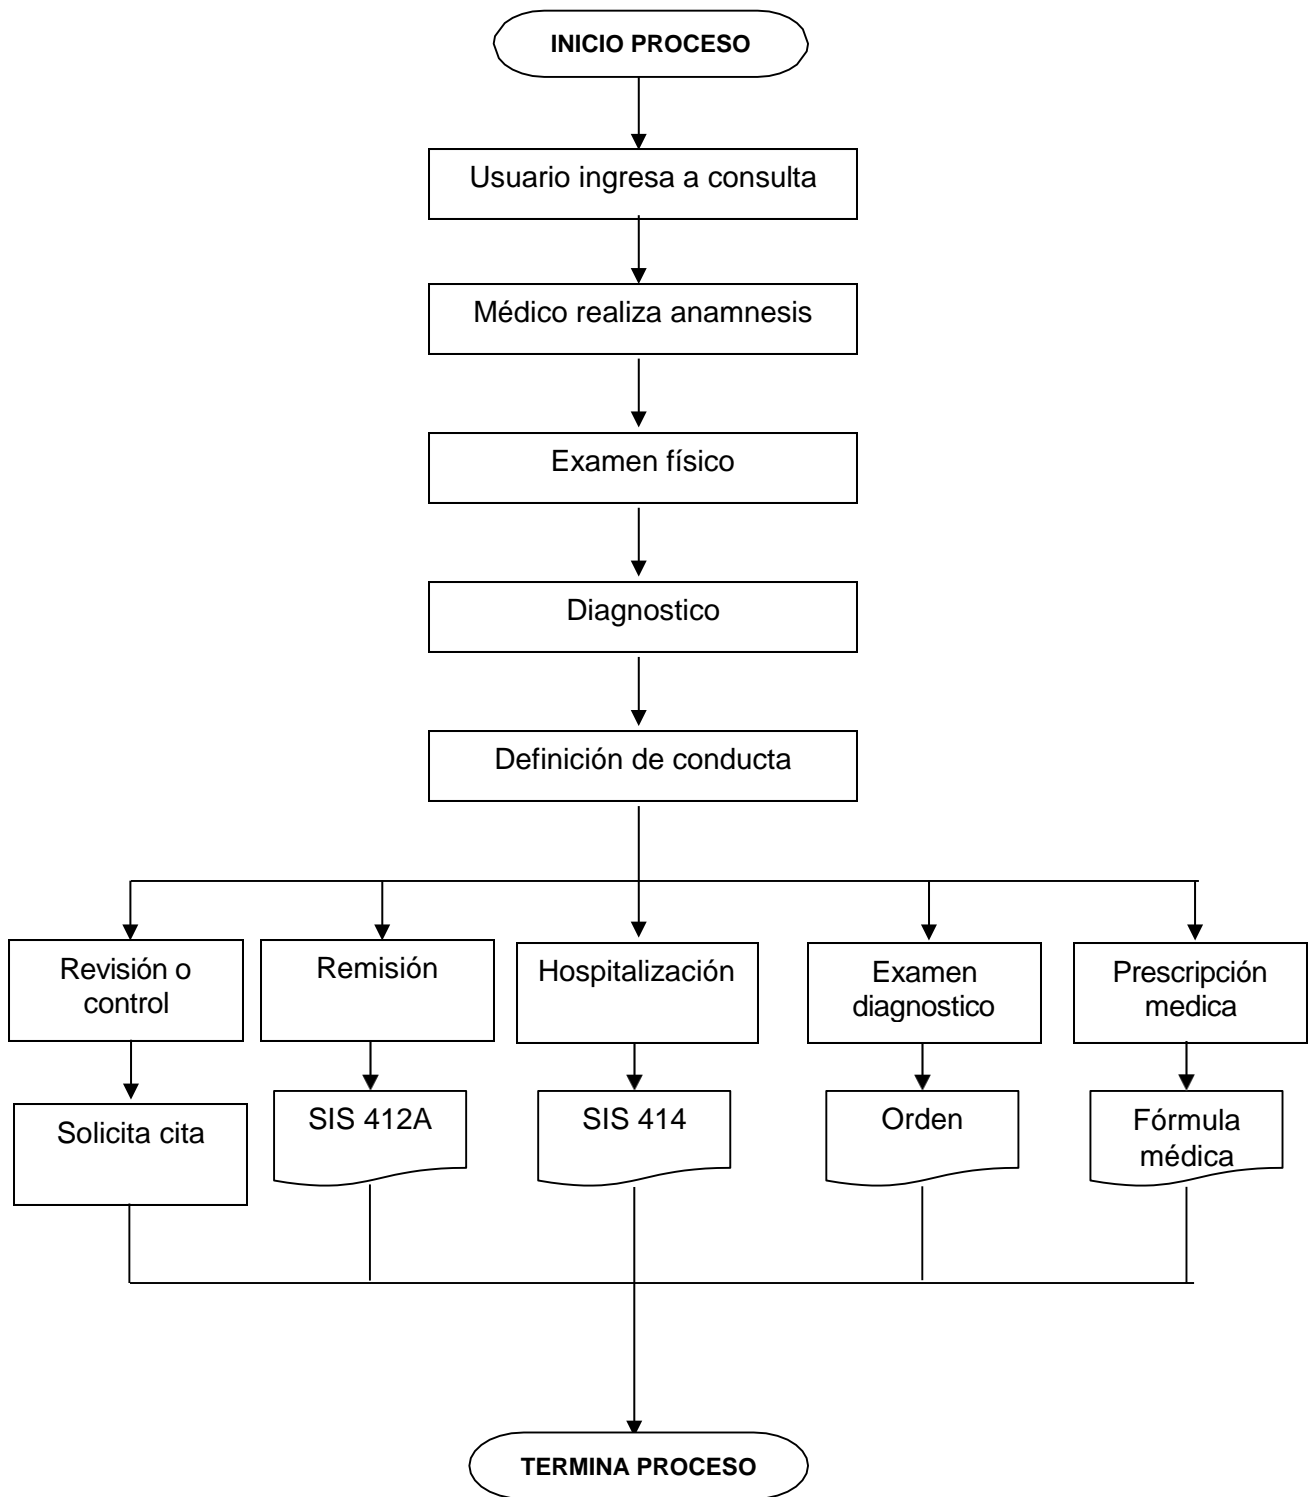 INICIO PROCESO
Usuario ingresa a consulta
Médico realiza anamnesis
Examen físico
Diagnostico
Definición de conducta
Revisión o
control
Remisión
Hospitalización
Examen
diagnostico
Prescripción
medica
Solicita cita
SIS 412A
SIS 414
Orden
Fórmula
médica
TERMINA PROCESO